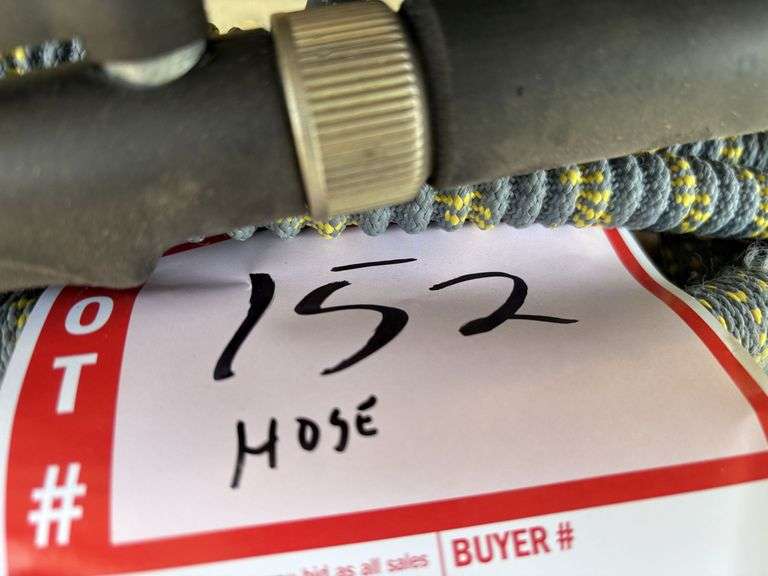 OT #
152
HOSE
bid as all sales
BUYER #